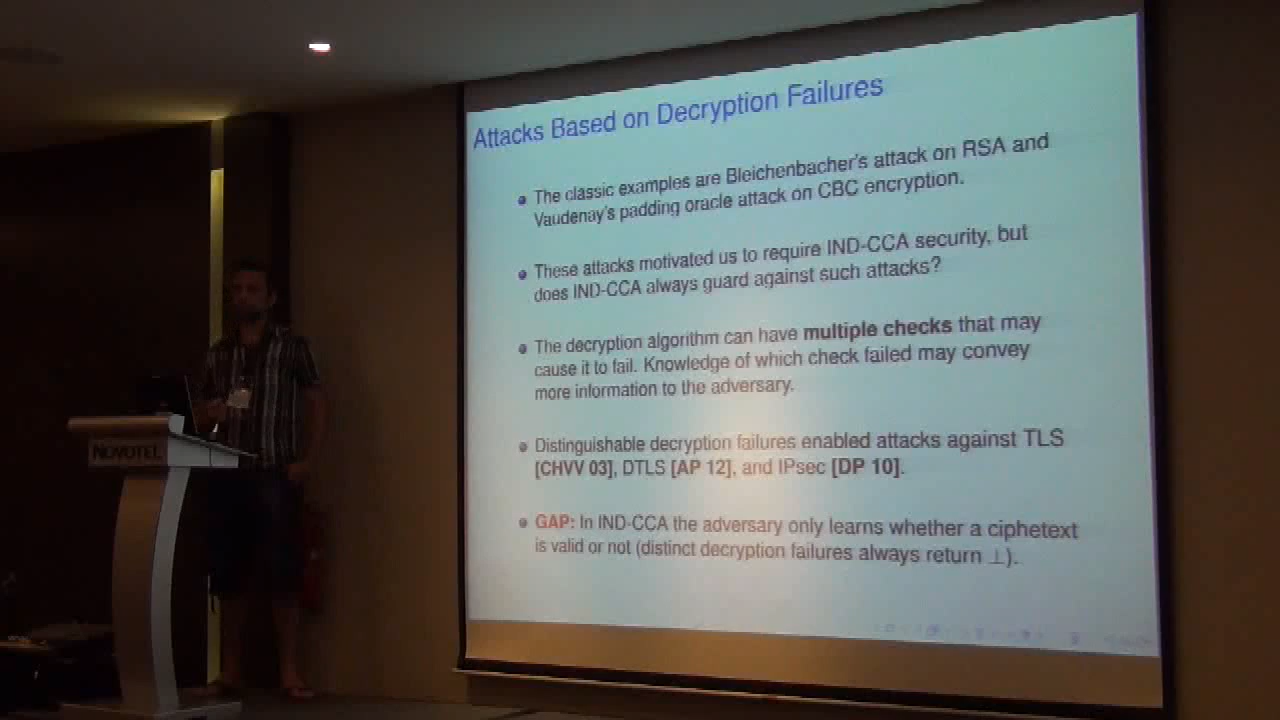 Attacks Based on Decryption Failures
The classic examples are Bleichenbacher's attack on RSA and
Vaudenay's padding oracle attack on CBC encryption.
These attacks motivated us to require IND-CCA security, but
does IND-CCA always guard against such attacks?
The decryption algorithm can have multiple checks that may
cause it to fail. Knowledge of which check failed may convey
more information to the adversary.
Distinguishable decryption failures enabled attacks against TLS
[CHVV 03], DTLS [AP 12], and IPsec [DP 10].
GAP: In IND-CCA the adversary only learns whether a ciphetext
is valid or not (distinct decryption failures always return ⊥).
NOVOTEL